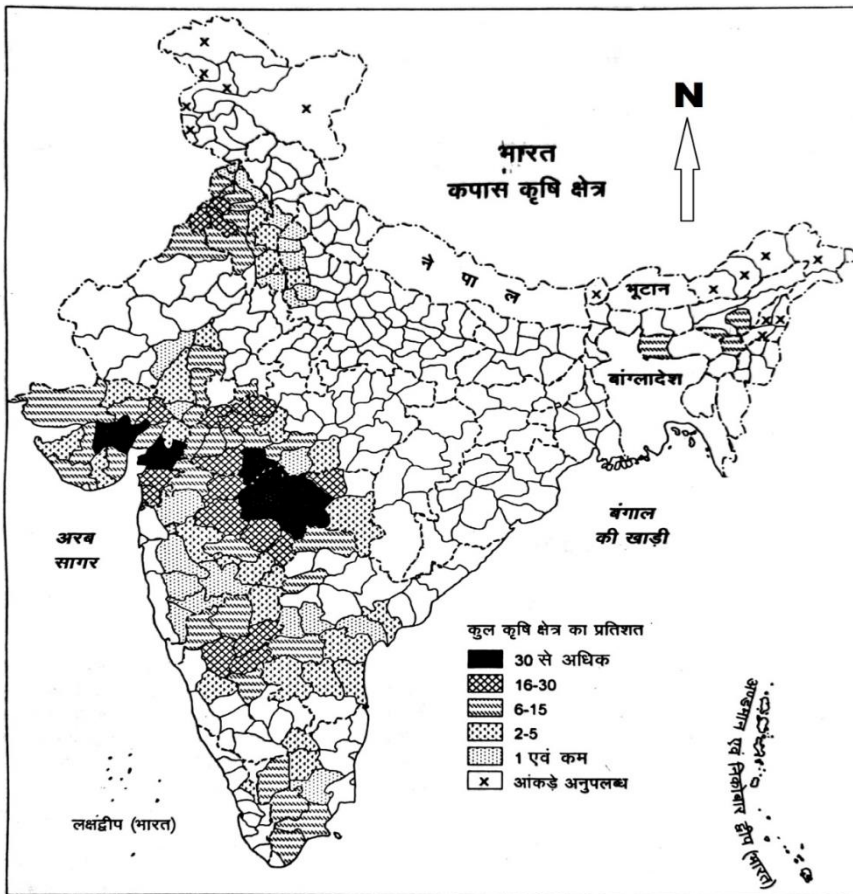 N
भारत
कपास कृषि क्षेत्र
ने पा ल
भूटान
बांग्लादेश
अरब
सागर
बंगाल
की खाड़ी
कुल कृषि क्षेत्र का प्रतिशत
30 से अधिक
16-30
6-15
2-5
1 एवं कम
x आंकड़े अनुपलब्ध
लक्षद्वीप (भारत)
अण्डमान एवं निकोबार द्वीप (भारत)